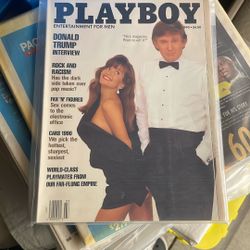 PLAYBOY
ENTERTAINMENT FOR MEN
DONALD
TRUMP
INTERVIEW
ROCK AND
RACISM
Has the dark
side taken over
pop music?
FAX 'N' FIGURES
Sex comes to the
electronic
office
CARS 1990
We pick the
hottest,
sharpest,
sexiest
WORLD-CLASS
PLAYMATES FROM
OUR FAR-FLUNG EMPIRE